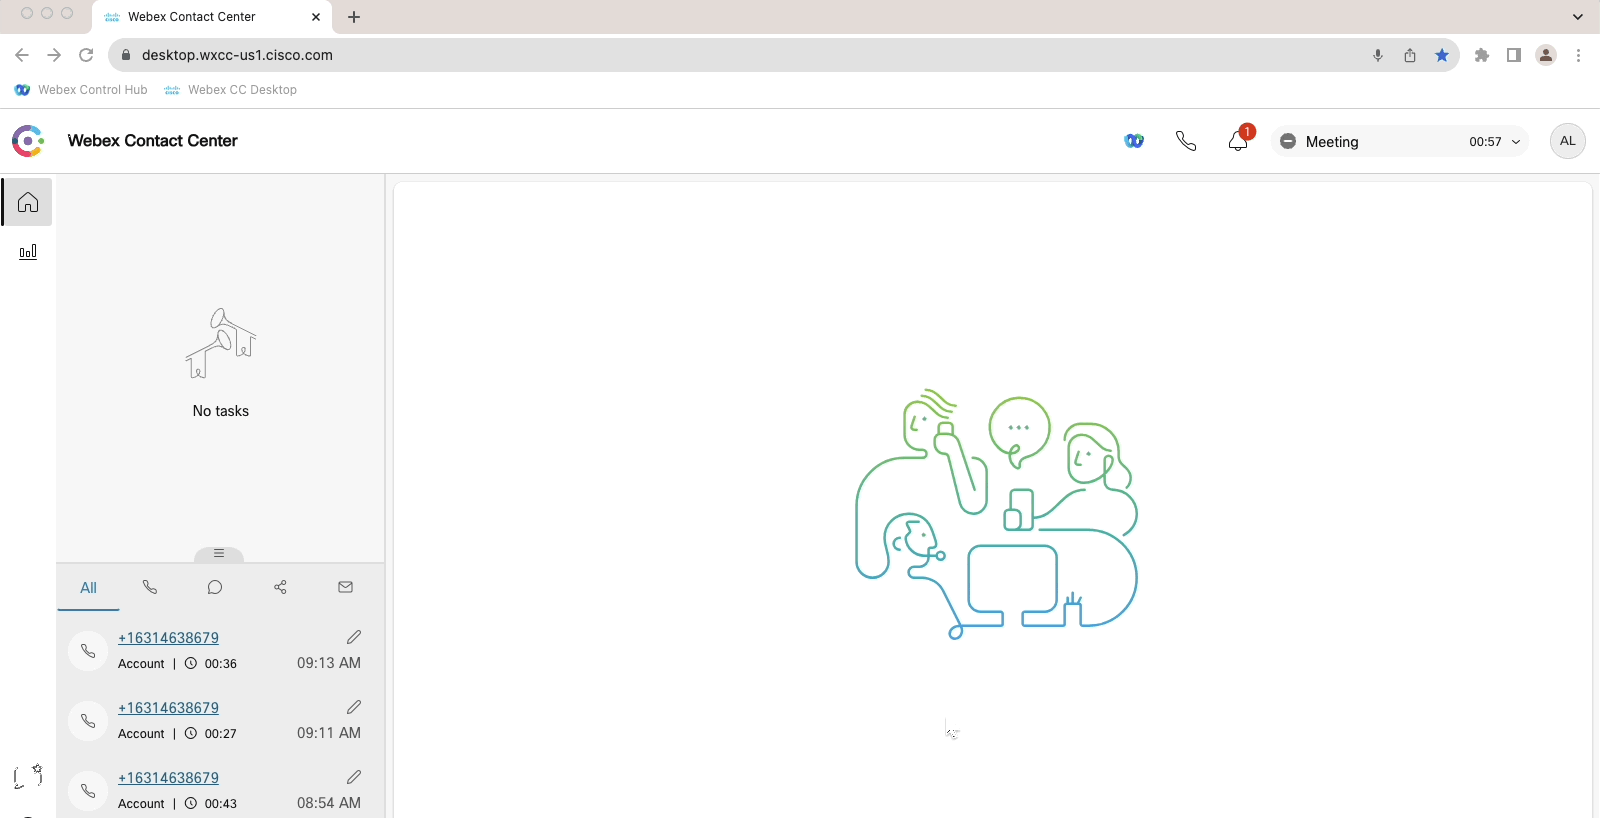 Webex Contact Center
desktop.wxcc-us1.cisco.com
Webex Control Hub Webex CC Desktop
Webex Contact Center
1
Meeting 00:57
AL
No tasks
All
+16314638679
Account | 00:36 09:13 AM
+16314638679
Account | 00:27 09:11 AM
+16314638679
Account | 00:43 08:54 AM